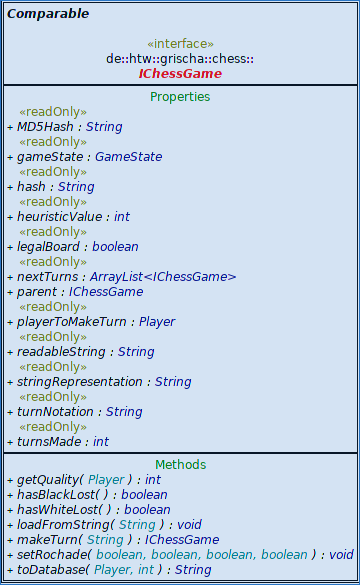 Comparable
«interface»
de::htw::grischa::chess::
IChessGame
Properties
«readOnly»
+ MD5Hash : String
«readOnly»
+ gameState : GameState
«readOnly»
+ hash : String
«readOnly»
+ heuristicValue : int
«readOnly»
+ legalBoard : boolean
«readOnly»
+ nextTurns : ArrayList<IChessGame>
+ parent : IChessGame
«readOnly»
+ playerToMakeTurn : Player
«readOnly»
+ readableString : String
«readOnly»
+ stringRepresentation : String
«readOnly»
+ turnNotation : String
«readOnly»
+ turnsMade : int
Methods
+ getQuality( Player ) : int
+ hasBlackLost( ) : boolean
+ hasWhiteLost( ) : boolean
+ loadFromString( String ) : void
+ makeTurn( String ) : IChessGame
+ setRochade( boolean, boolean, boolean, boolean ) : void
+ toDatabase( Player, int ) : String